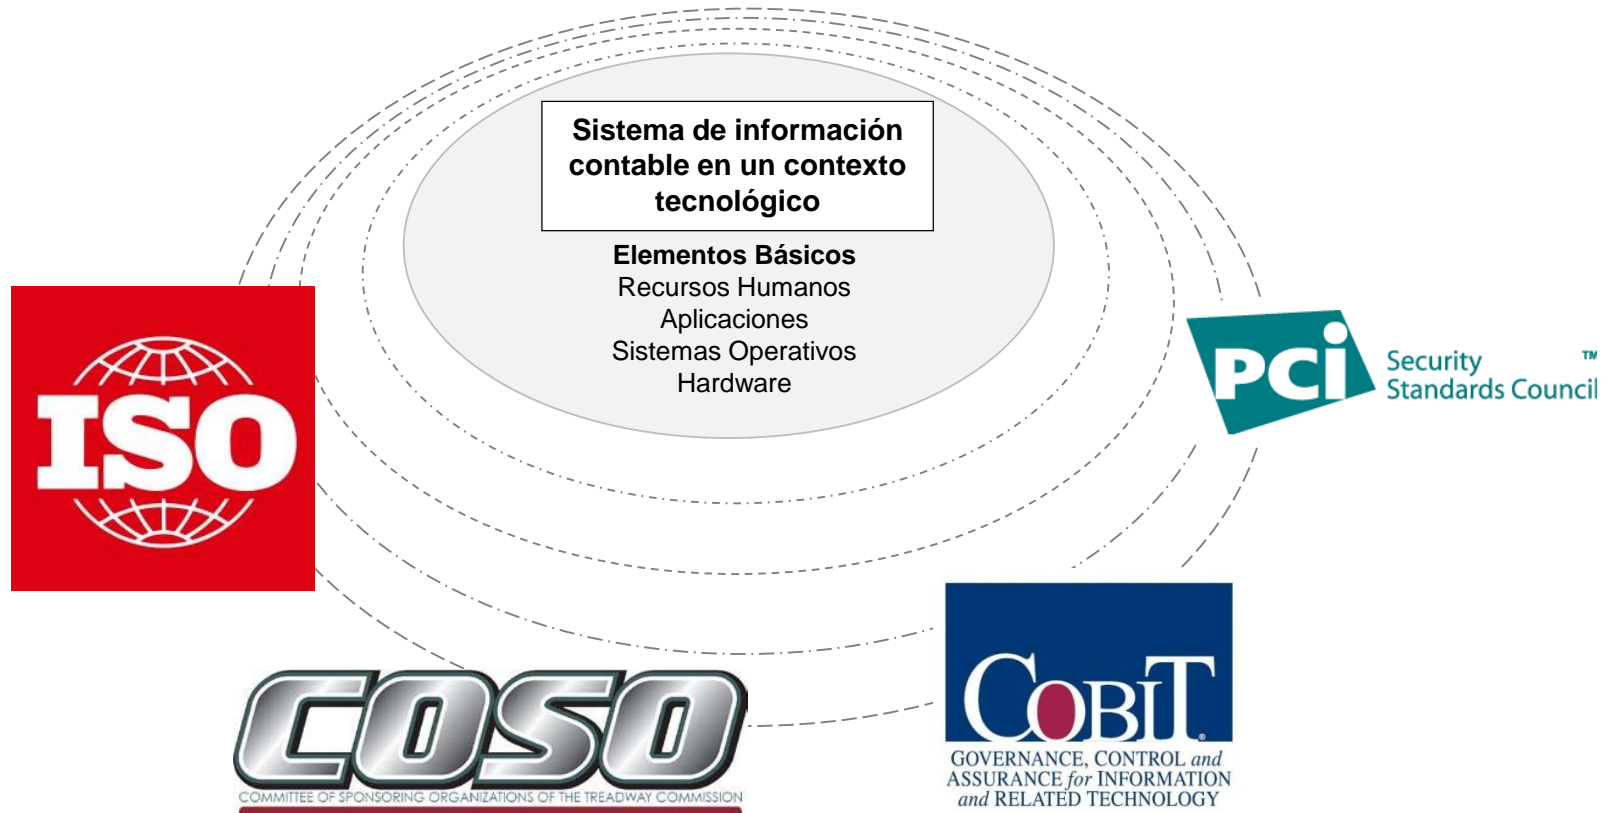 Sistema de información
contable en un contexto
tecnológico
Elementos Básicos
Recursos Humanos
Aplicaciones
Sistemas Operativos
Hardware
ISO
PCi
Security
Standards Council
TM
COSO
COMMITTEE OF SPONSORING ORGANIZATIONS OF THE TREADWAY COMMISSION
COBIT®
GOVERNANCE, CONTROL and
ASSURANCE for INFORMATION
and RELATED TECHNOLOGY